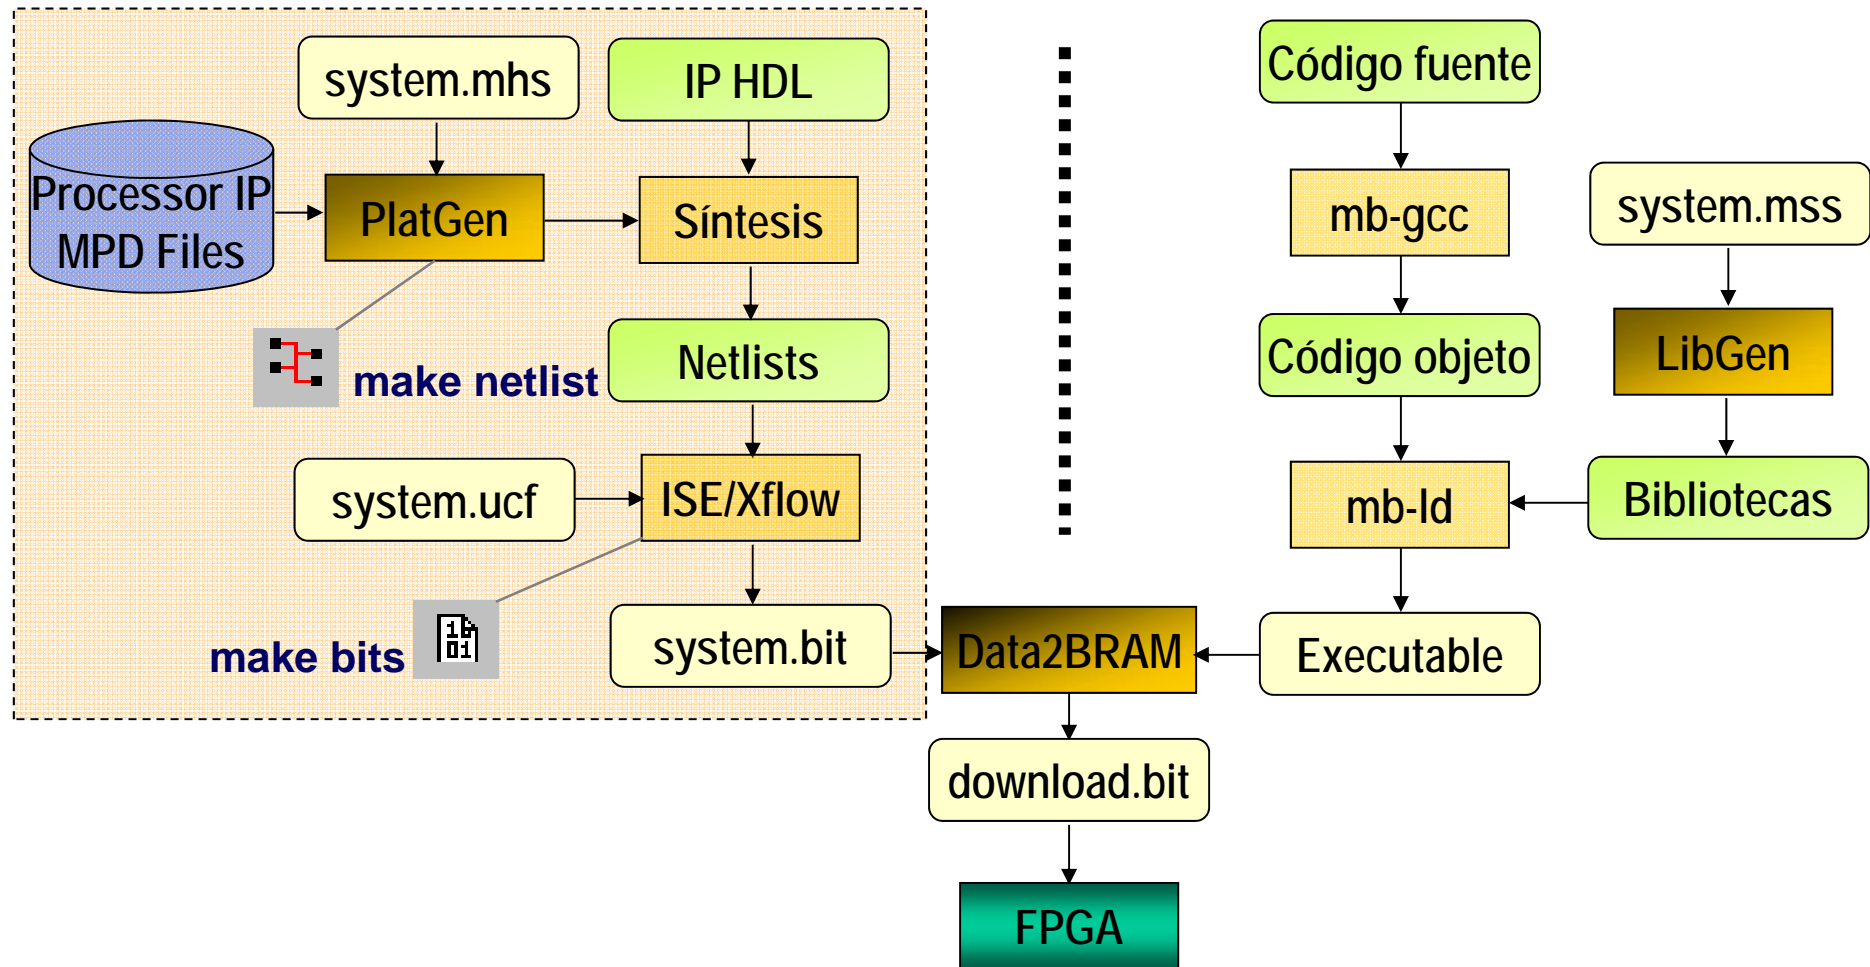 system.mhs
IP HDL
Código fuente
Processor IP
MPD Files
PlatGen
Síntesis
mb-gcc
system.mss
make netlist
Netlists
Código objeto
LibGen
system.ucf
ISE/Xflow
mb-ld
Bibliotecas
make bits
system.bit
Data2BRAM
Executable
download.bit
FPGA